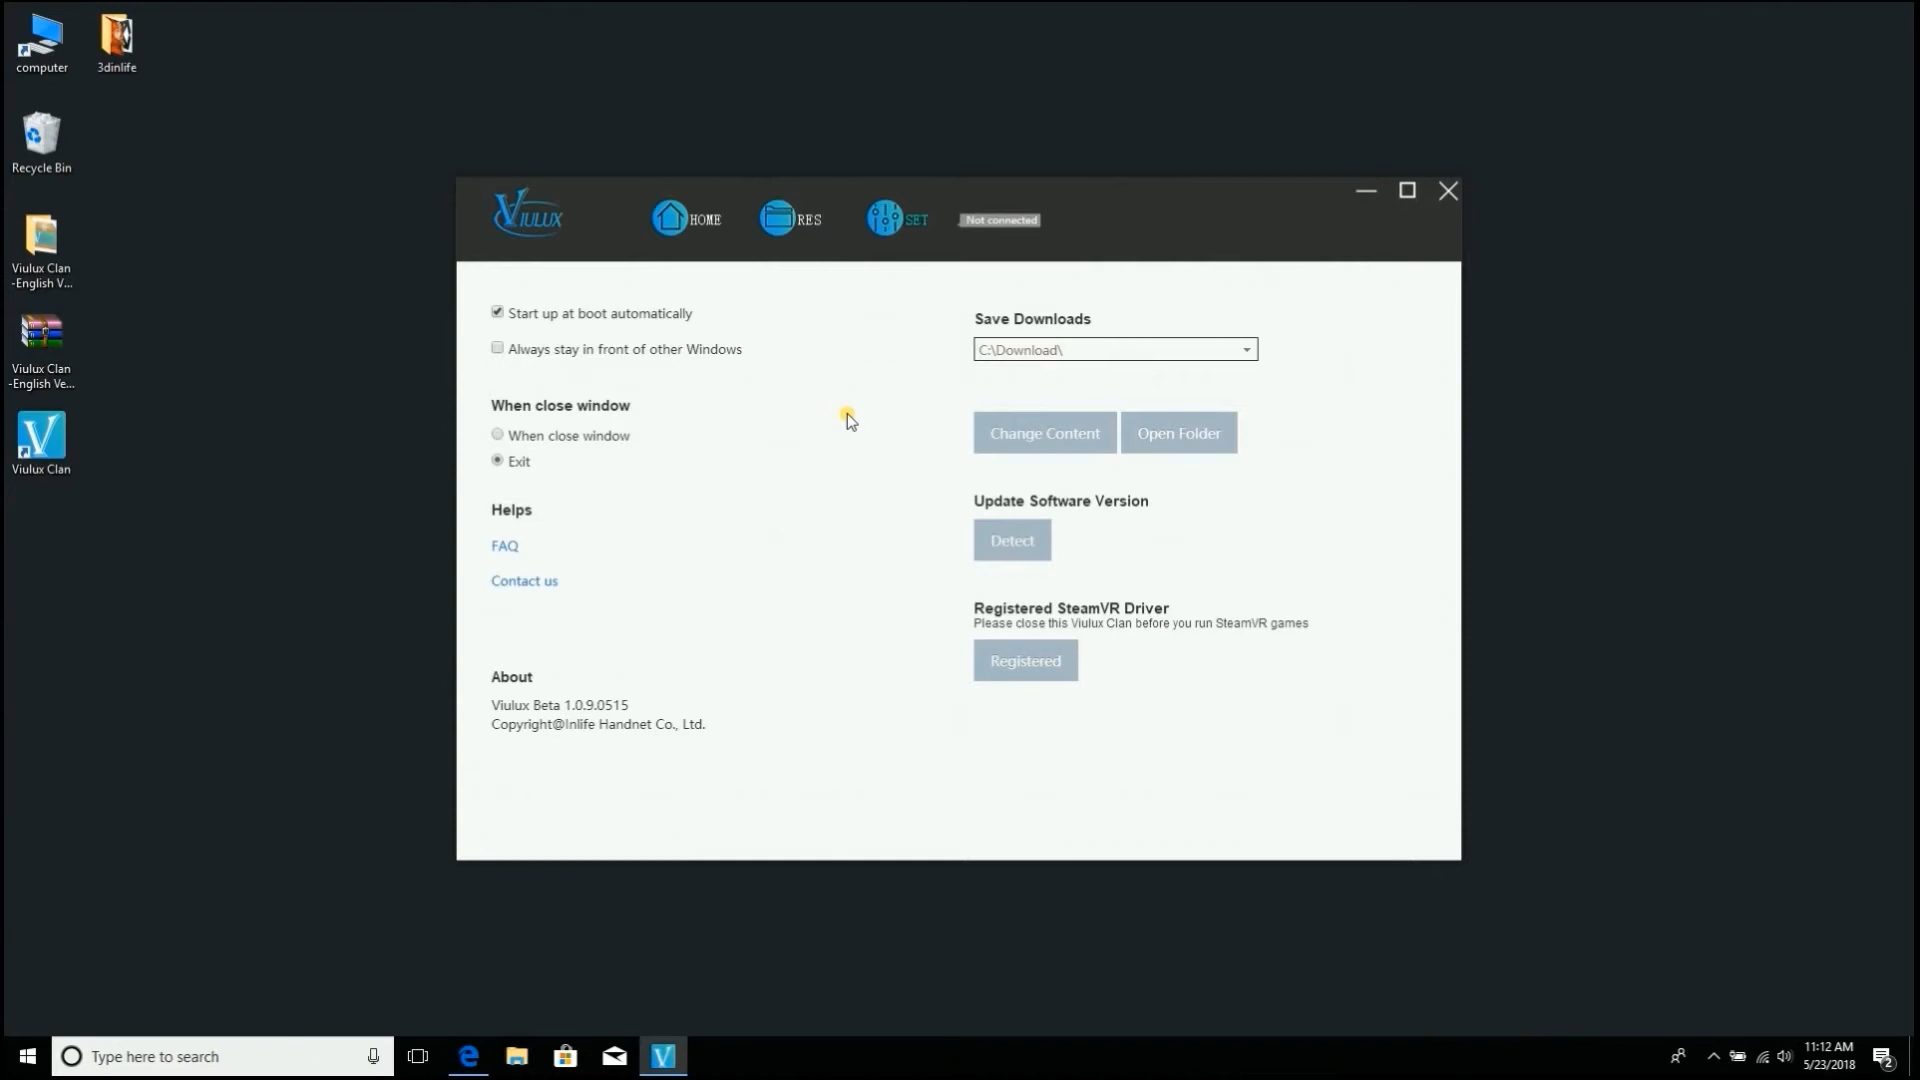 computer
3dinlife
Recycle Bin
Viulux Clan
-English V...
Viulux Clan
-English Ve...
Viulux Clan
VIULUX
HOME
RES
SET
Not connected
Start up at boot automatically
Always stay in front of other Windows
When close window
When close window
Exit
Helps
FAQ
Contact us
About
Viulux Beta 1.0.9.0515
Copyright@Inlife Handnet Co., Ltd.
Save Downloads
C:\Download\
Change Content
Open Folder
Update Software Version
Detect
Registered SteamVR Driver
Please close this Viulux Clan before you run SteamVR games
Registered
Type here to search
11:12 AM
5/23/2018
2